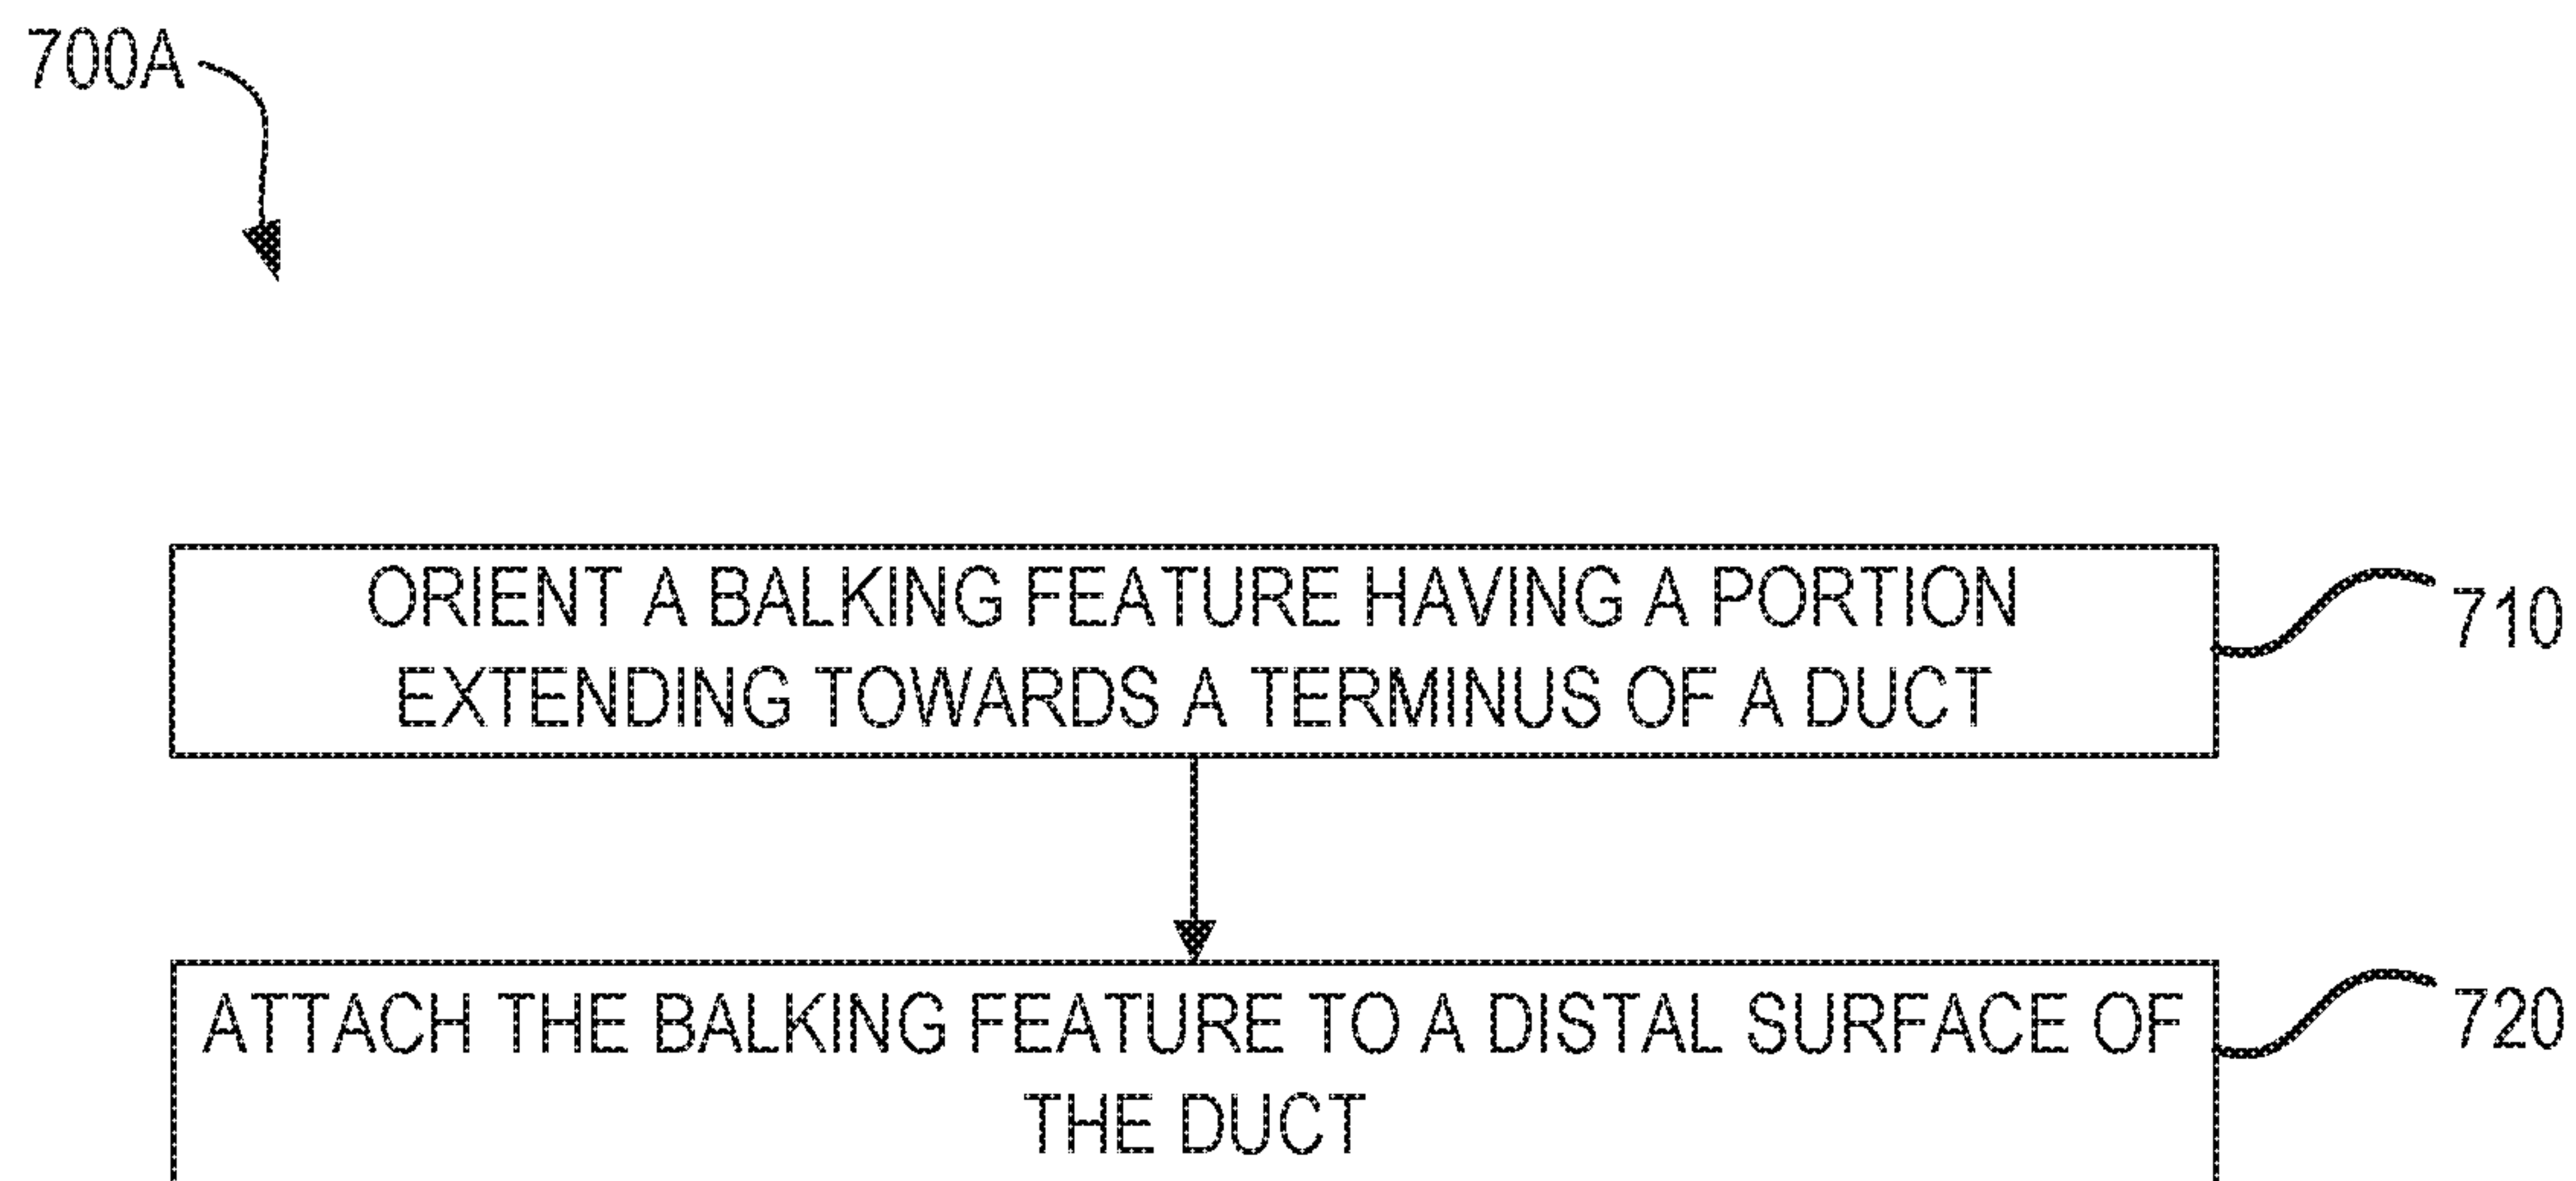 700A
ORIENT A BALKING FEATURE HAVING A PORTION
EXTENDING TOWARDS A TERMINUS OF A DUCT
710
ATTACH THE BALKING FEATURE TO A DISTAL SURFACE OF
THE DUCT
720